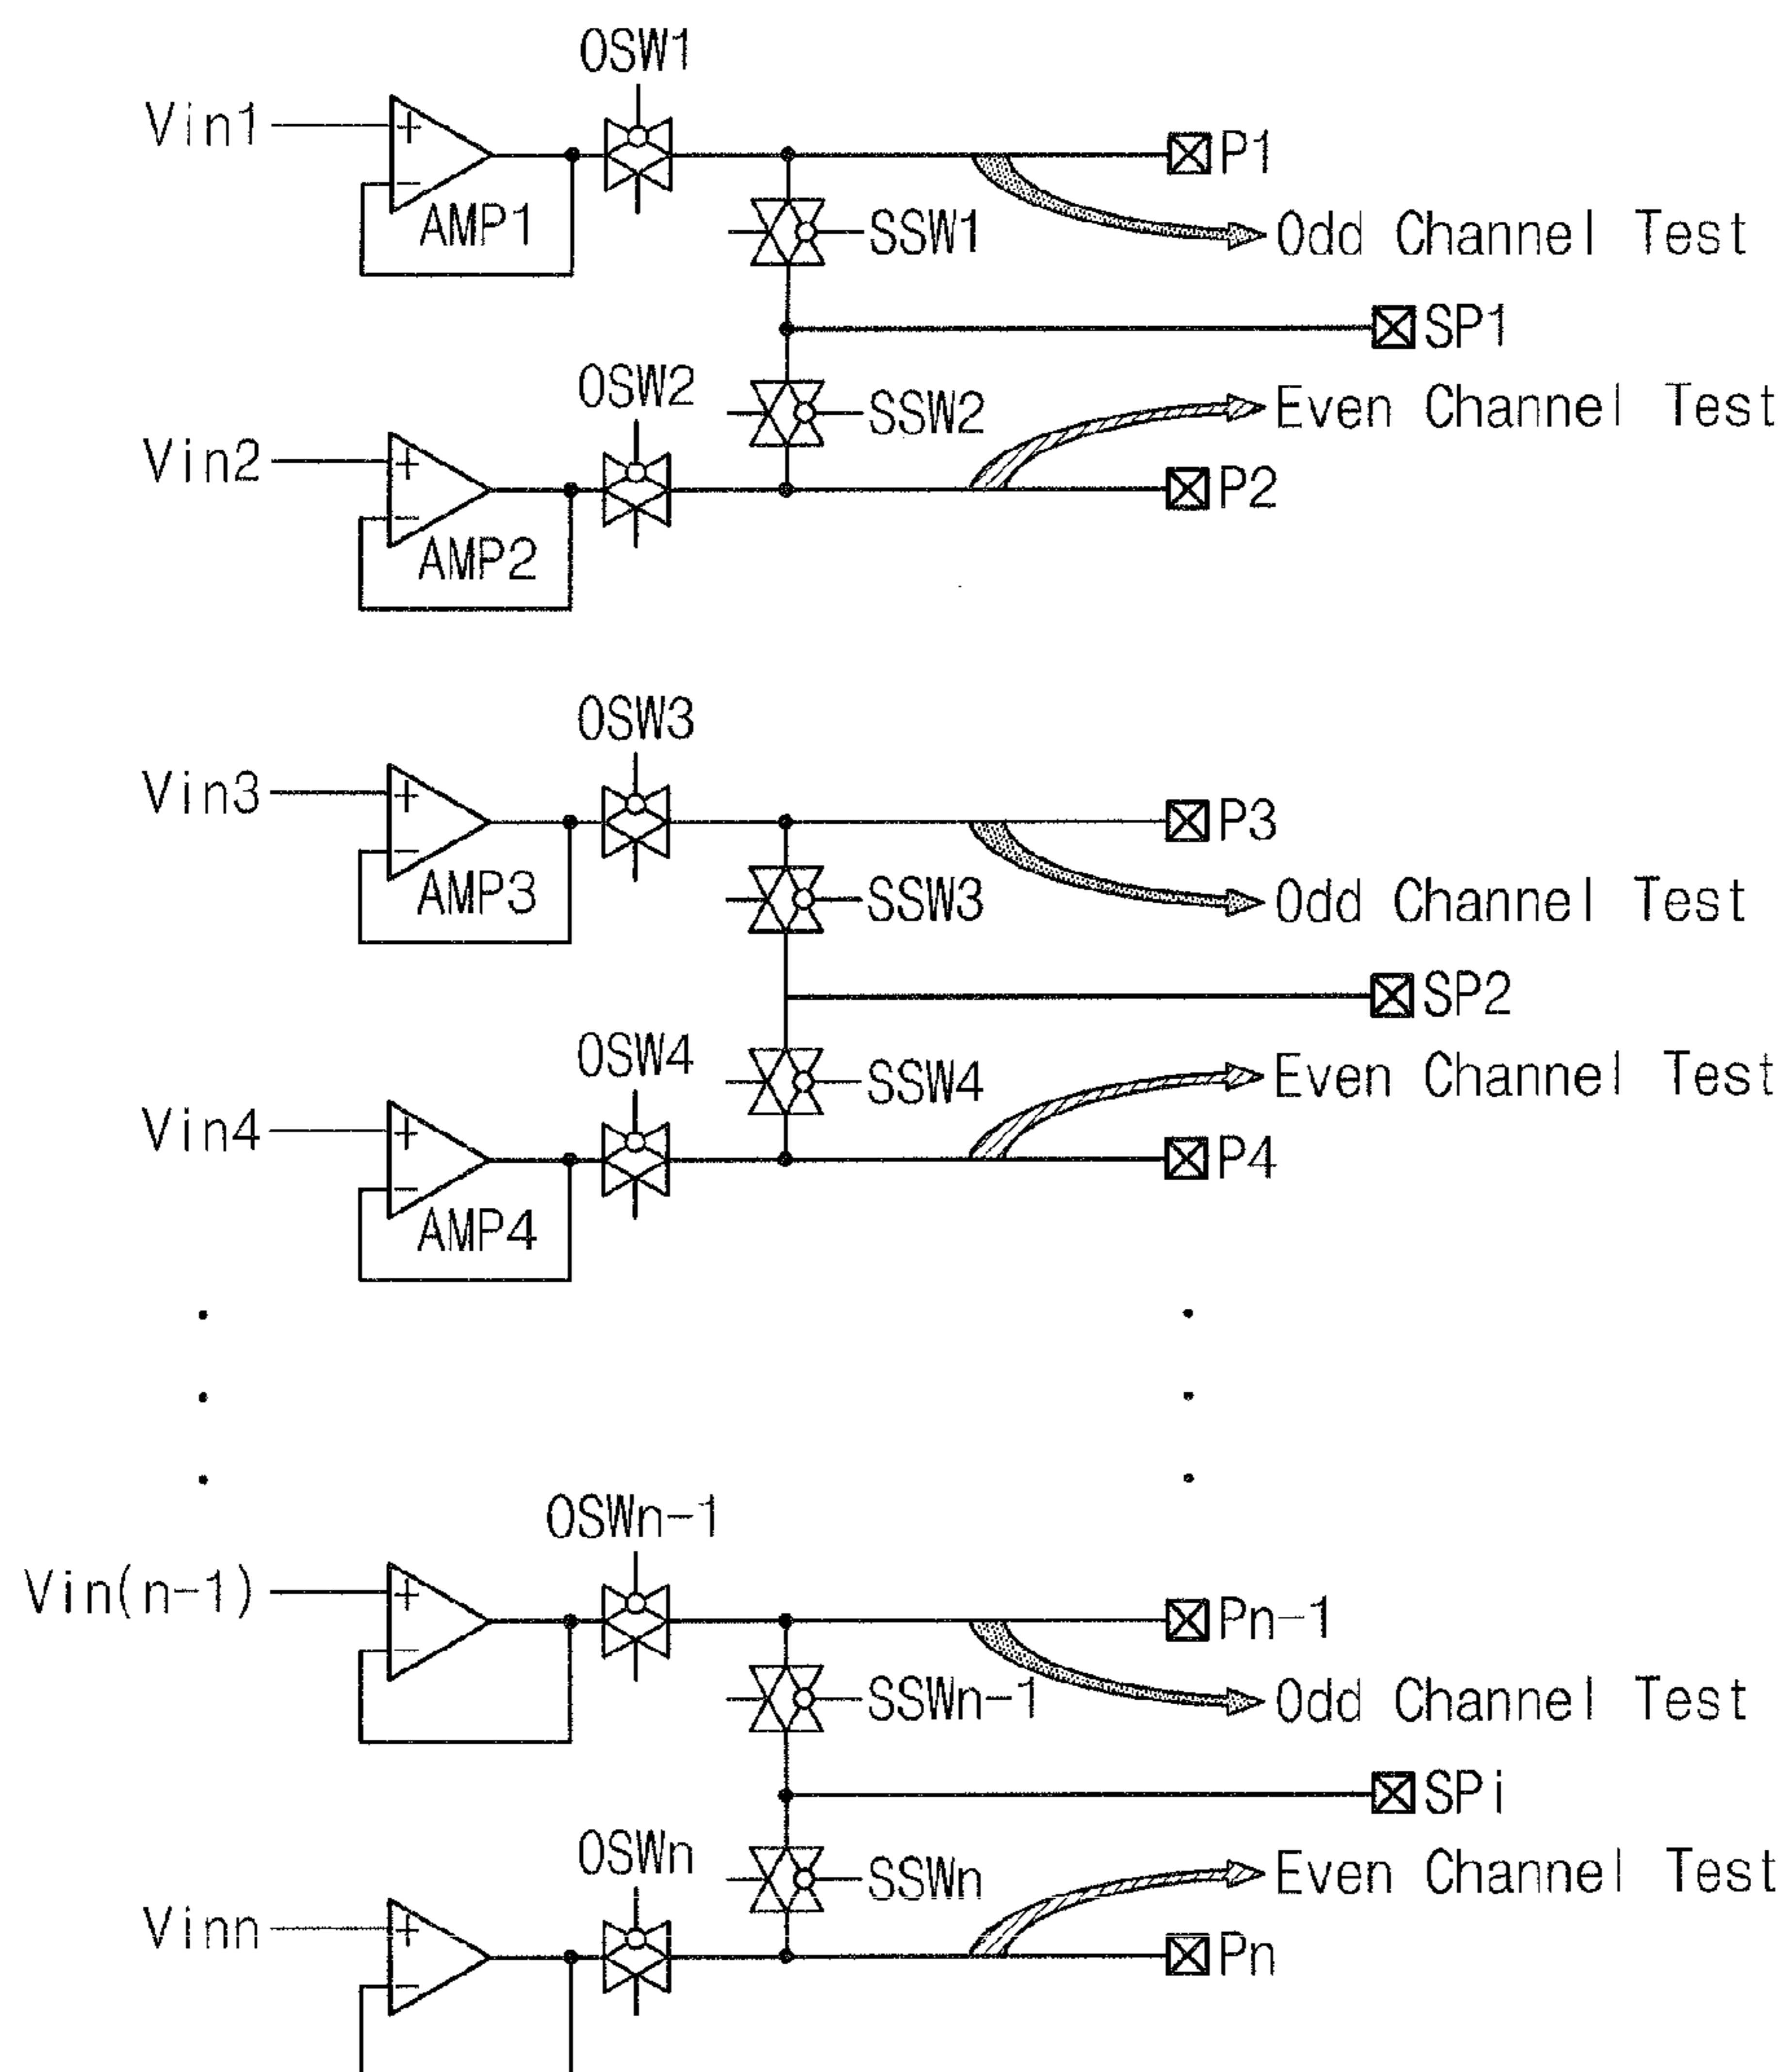 OSW1
Vin1
+
P1
-
AMP1
SSW1
Odd Channel Test
SP1
OSW2
SSW2
Even Channel Test
Vin2
+
P2
-
AMP2
OSW3
Vin3
+
P3
-
AMP3
SSW3
Odd Channel Test
SP2
OSW4
SSW4
Even Channel Test
Vin4
+
P4
-
AMP4
OSWn-1
Vin(n-1)
+
Pn-1
-
SSWn-1
Odd Channel Test
SPi
OSWn
SSWn
Even Channel Test
Vinn
+
Pn
-